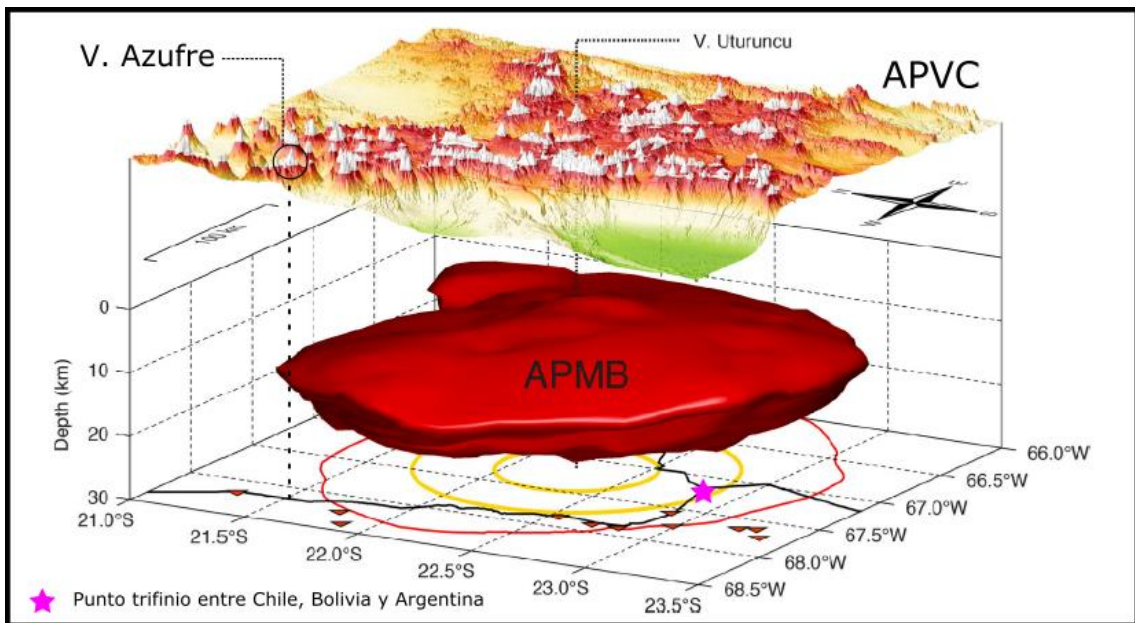 V. Azufre
V. Uturuncu
APVC
100 km
N
E
W
S
0
10
20
30
Depth (km)
APMB
21.0°S
21.5°S
22.0°S
22.5°S
23.0°S
23.5°S
66.0°W
66.5°W
67.0°W
67.5°W
68.0°W
68.5°W
Punto trifinio entre Chile, Bolivia y Argentina